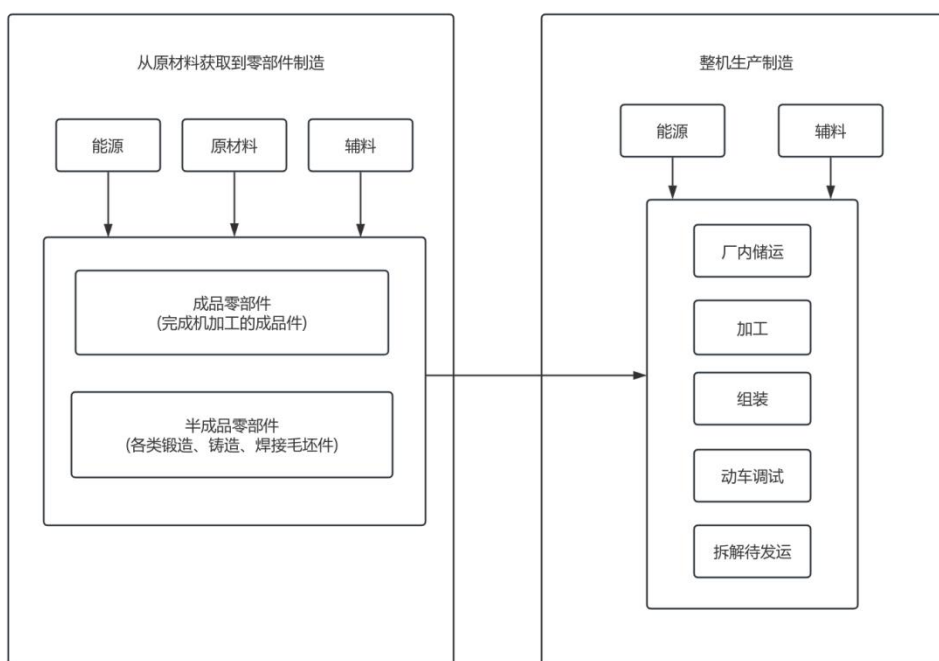 从原材料获取到零部件制造
能源
原材料
辅料
成品零部件
(完成机加工的成品件)
半成品零部件
(各类锻造、铸造、焊接毛坯件)
整机生产制造
能源
辅料
厂内储运
加工
组装
动车调试
拆解待发运